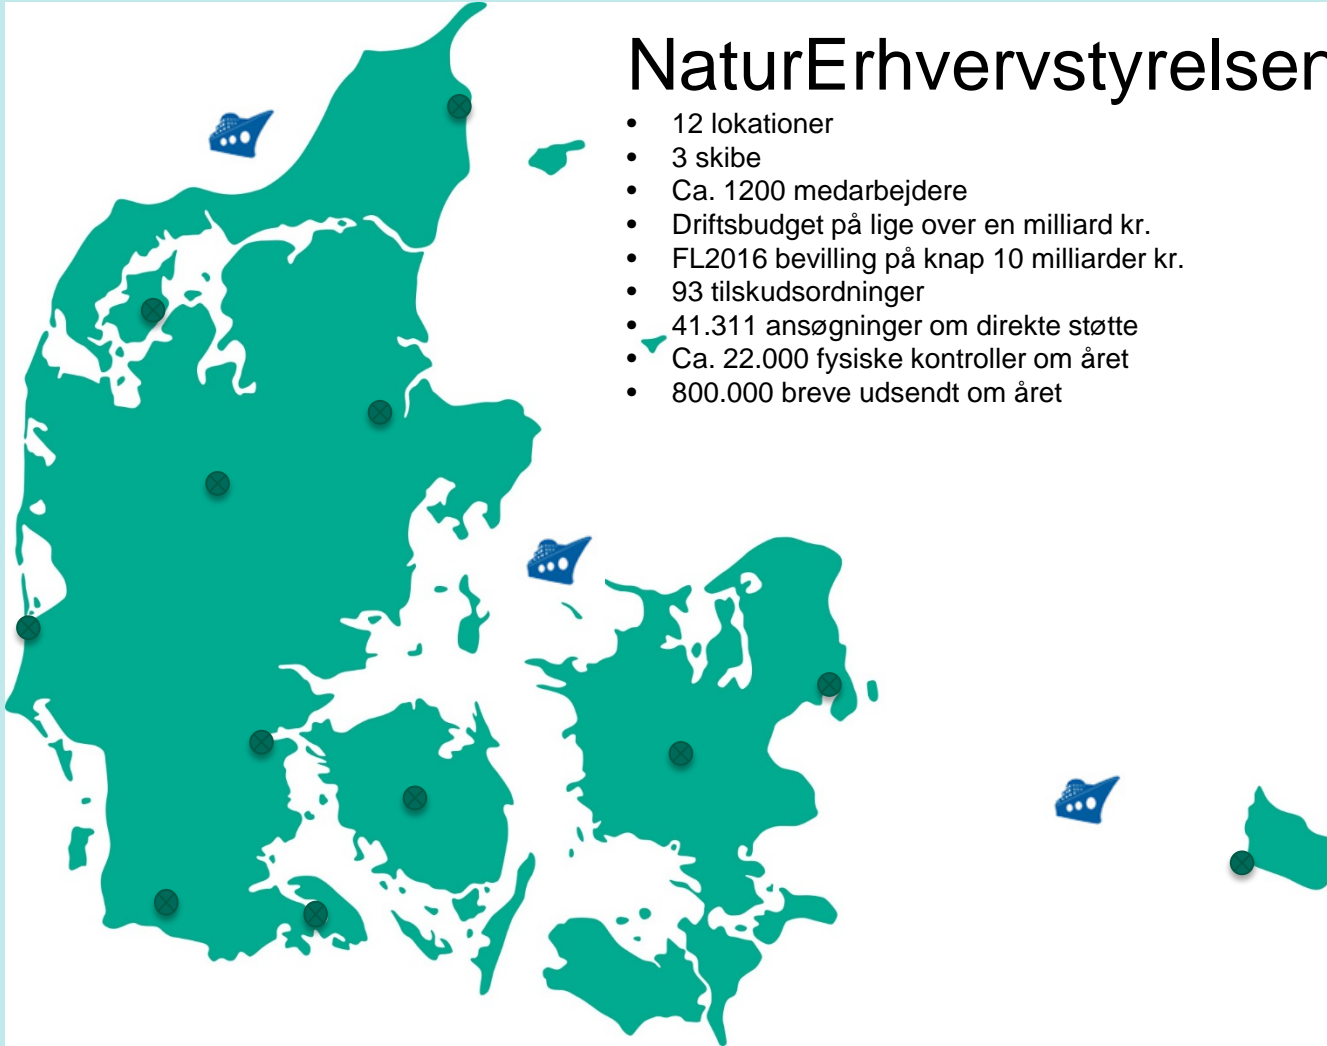 NaturErhvervstyrelsen
• 12 lokationer
• 3 skibe
• Ca. 1200 medarbejdere
• Driftsbudget på lige over en milliard kr.
• FL2016 bevilling på knap 10 milliarder kr.
• 93 tilskudsordninger
• 41.311 ansøgninger om direkte støtte
• Ca. 22.000 fysiske kontroller om året
• 800.000 breve udsendt om året